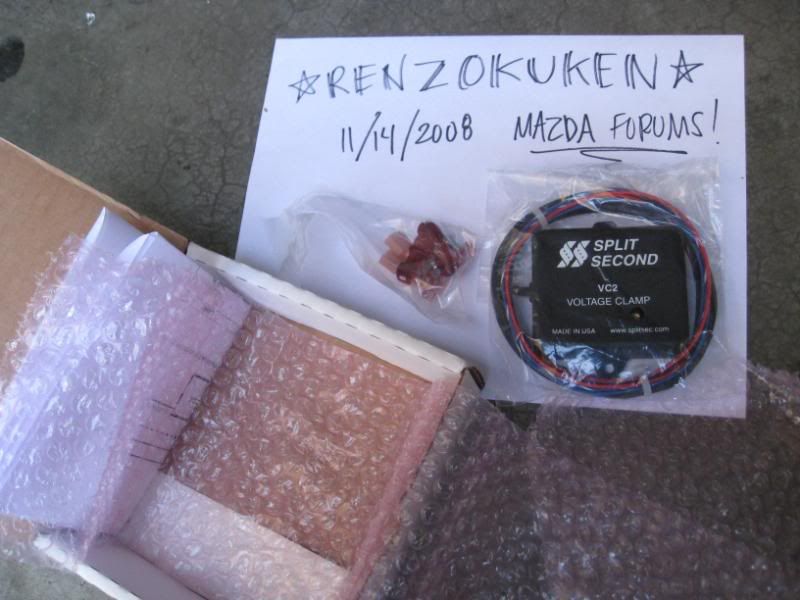 ☆RENZOKUKEN☆
11/14/2008 MAZDA FORUMS!
SPLIT
SECOND
VC2
VOLTAGE CLAMP
MADE IN USA www.splitsec.com